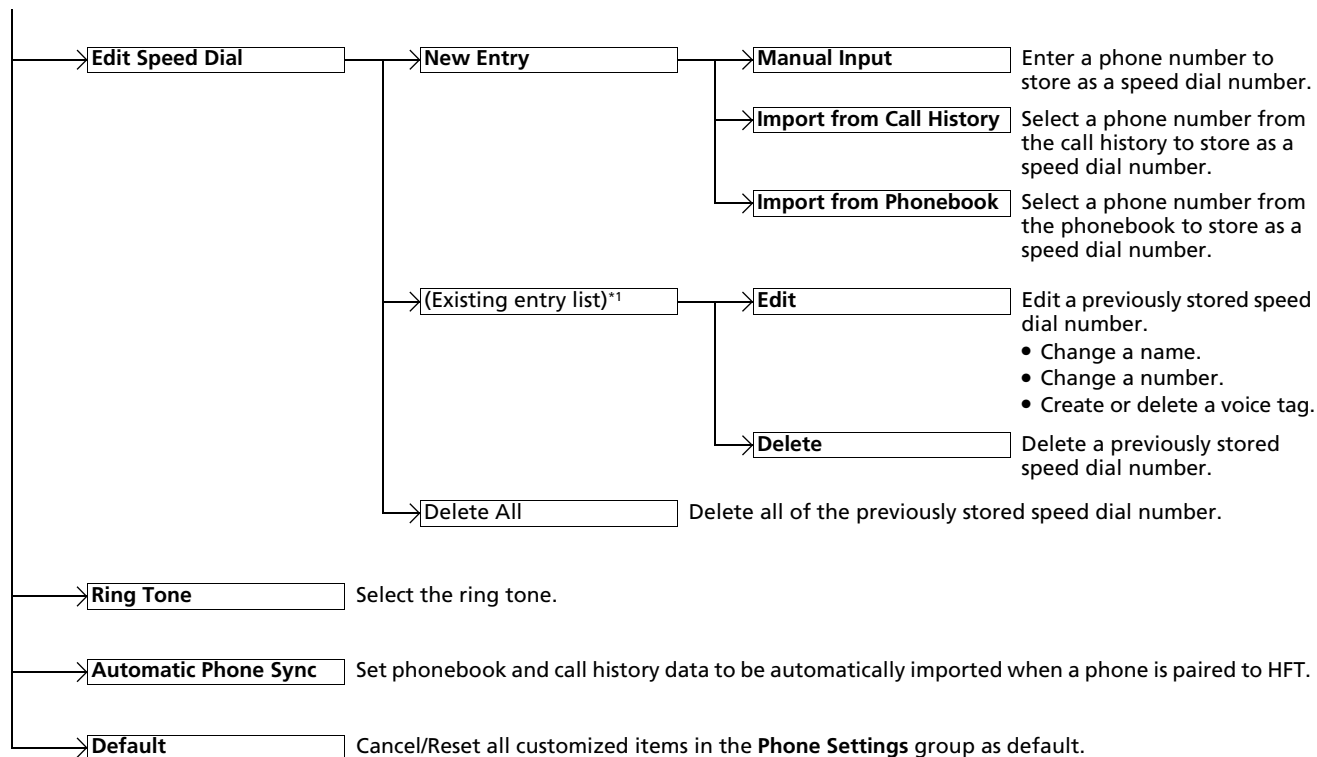 Edit Speed Dial
New Entry
Manual Input
Enter a phone number to
store as a speed dial number.
Import from Call History
Select a phone number from
the call history to store as a
speed dial number.
Import from Phonebook
Select a phone number from
the phonebook to store as a
speed dial number.
(Existing entry list)*1
Edit
Edit a previously stored speed
dial number.
• Change a name.
• Change a number.
• Create or delete a voice tag.
Delete
Delete a previously stored
speed dial number.
Delete All
Delete all of the previously stored speed dial number.
Ring Tone
Select the ring tone.
Automatic Phone Sync
Set phonebook and call history data to be automatically imported when a phone is paired to HFT.
Default
Cancel/Reset all customized items in the Phone Settings group as default.